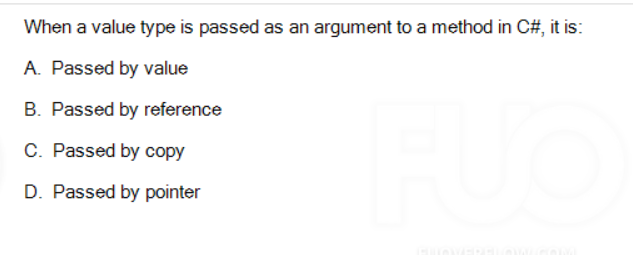 When a value type is passed as an argument to a method in C#, it is:
A. Passed by value
B. Passed by reference
C. Passed by copy
D. Passed by pointer
FUO